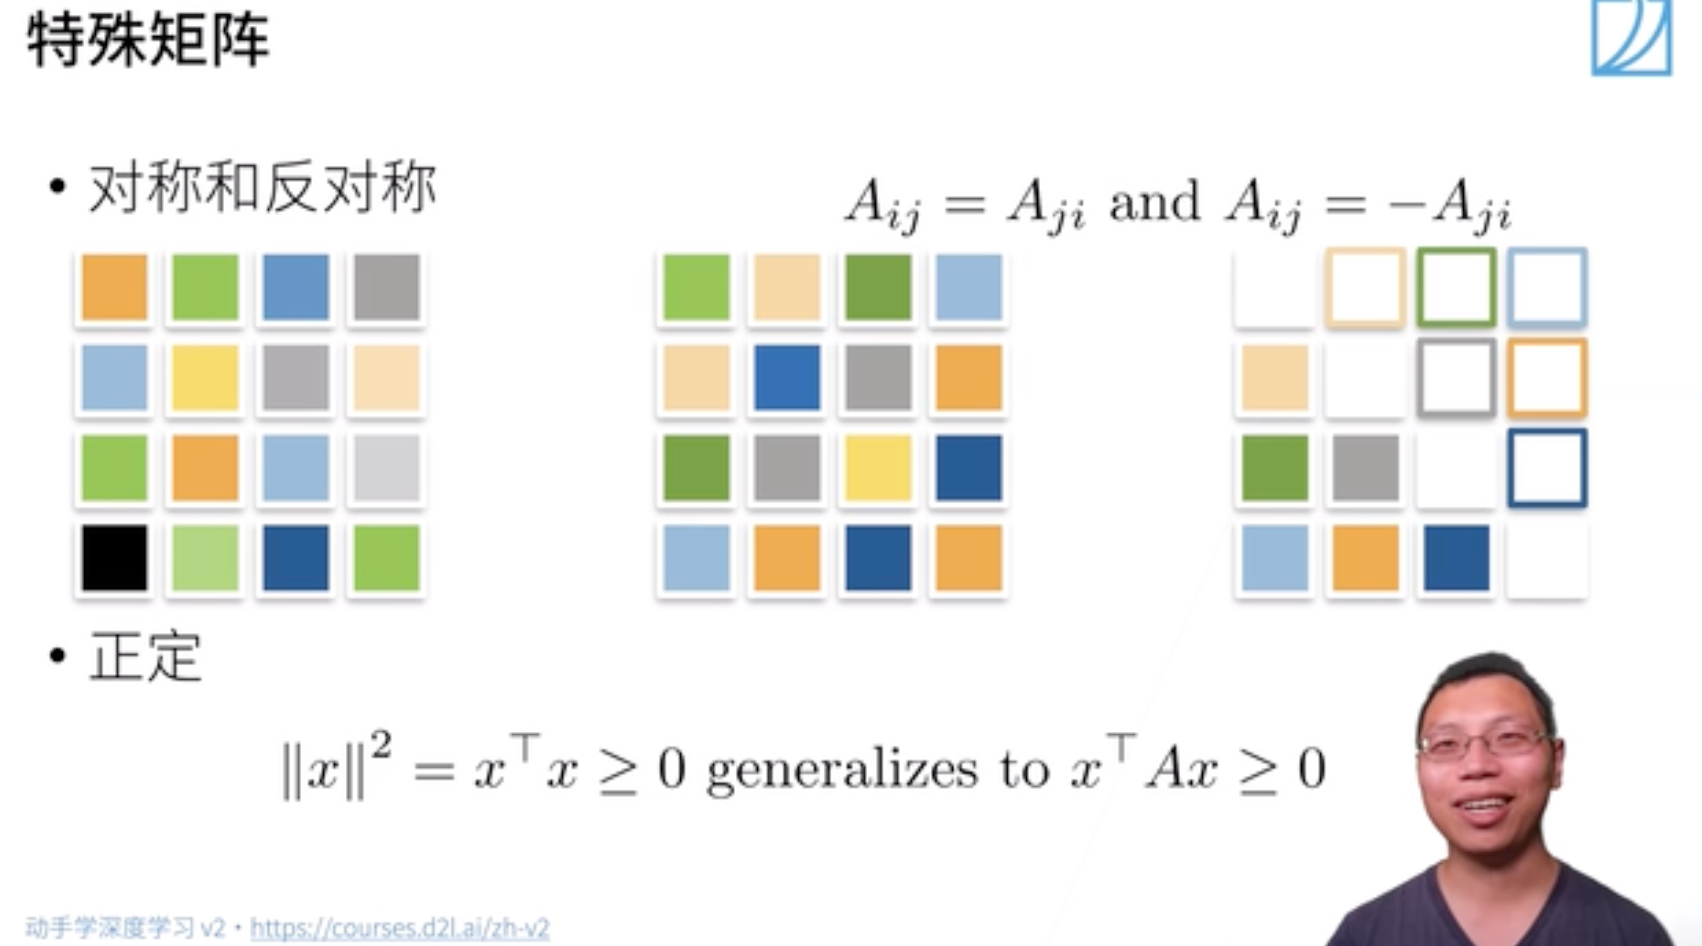 特殊矩阵
• 对称和反对称
$A_{ij} = A_{ji}$ and $A_{ij} = -A_{ji}$
• 正定
$\|x\|^2 = x^\top x \geq 0$ generalizes to $x^\top A x \geq 0$
动手学深度学习 v2 · https://courses.d2l.ai/zh-v2